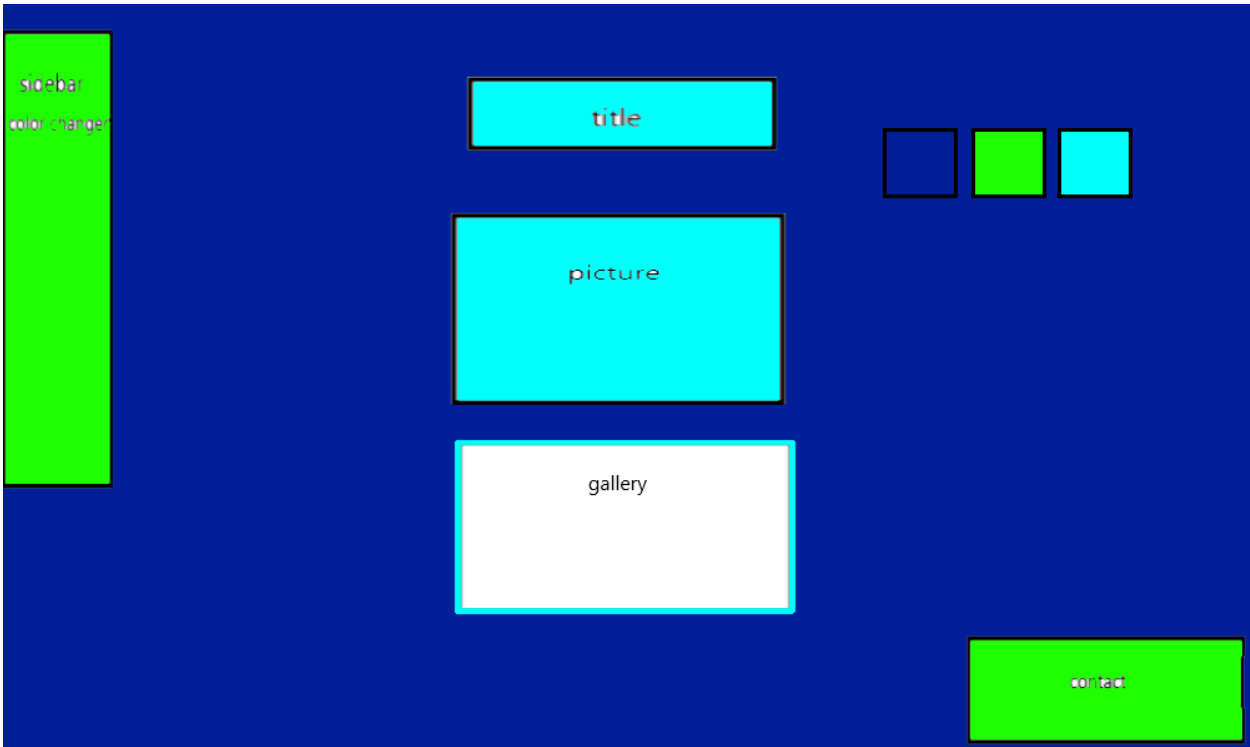 sidebar
color changer
title
picture
gallery
contact